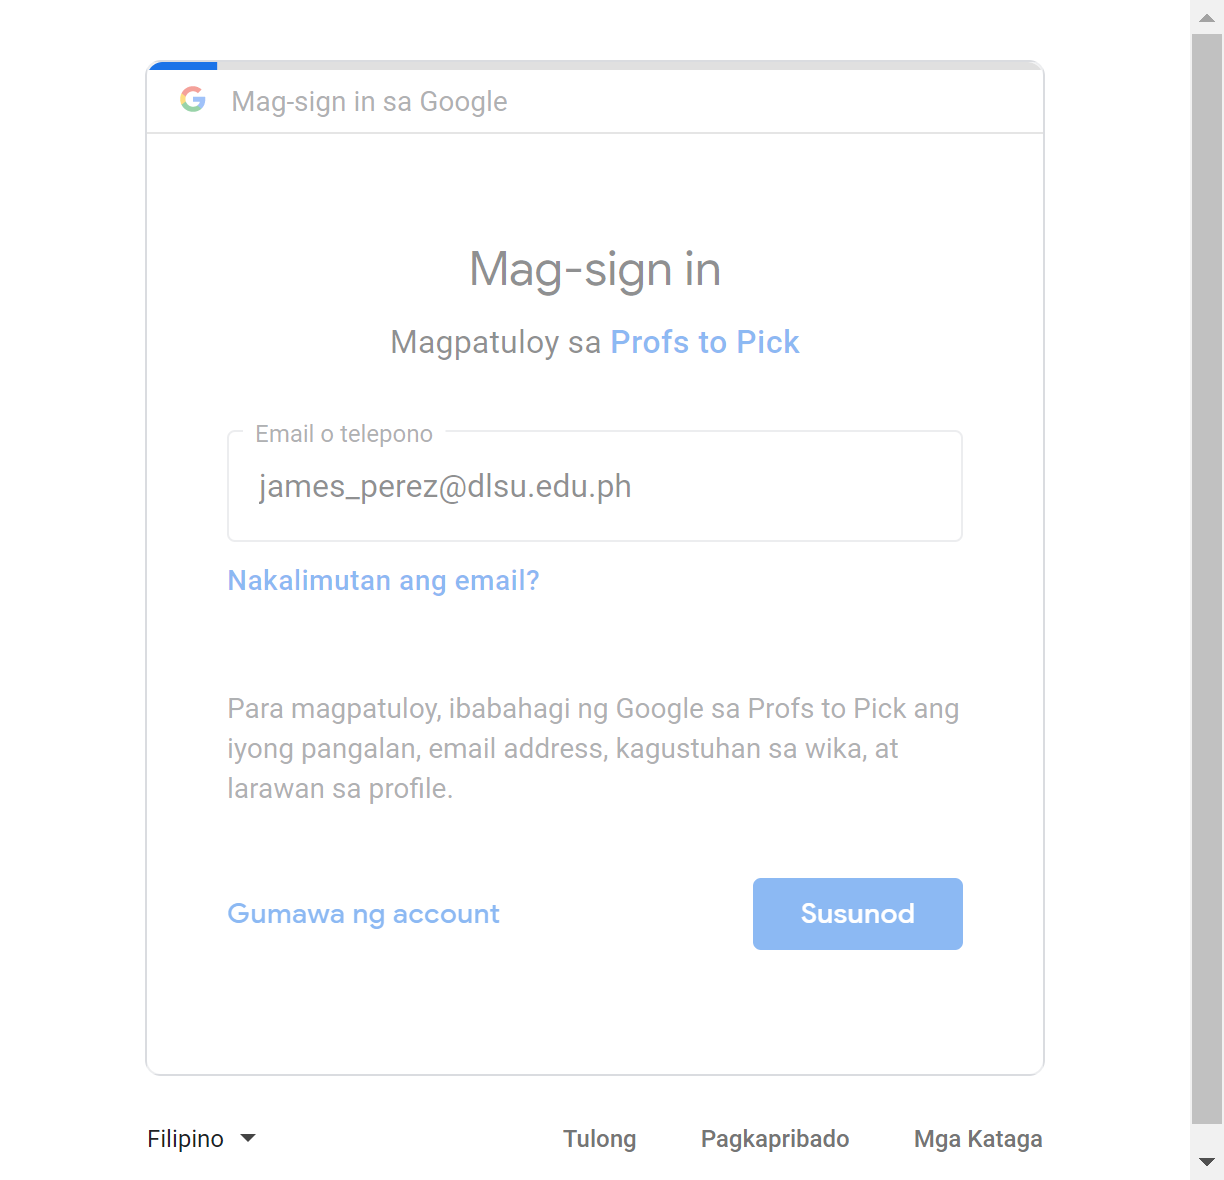 Mag-sign in sa Google
Mag-sign in
Magpatuloy sa Profs to Pick
Email o telepono
james_perez@dlsu.edu.ph
Nakalimutan ang email?
Para magpatuloy, ibabahagi ng Google sa Profs to Pick ang
iyong pangalan, email address, kagustuhan sa wika, at
larawan sa profile.
Gumawa ng account
Susunod
Filipino
Tulong
Pagkapribado
Mga Kataga